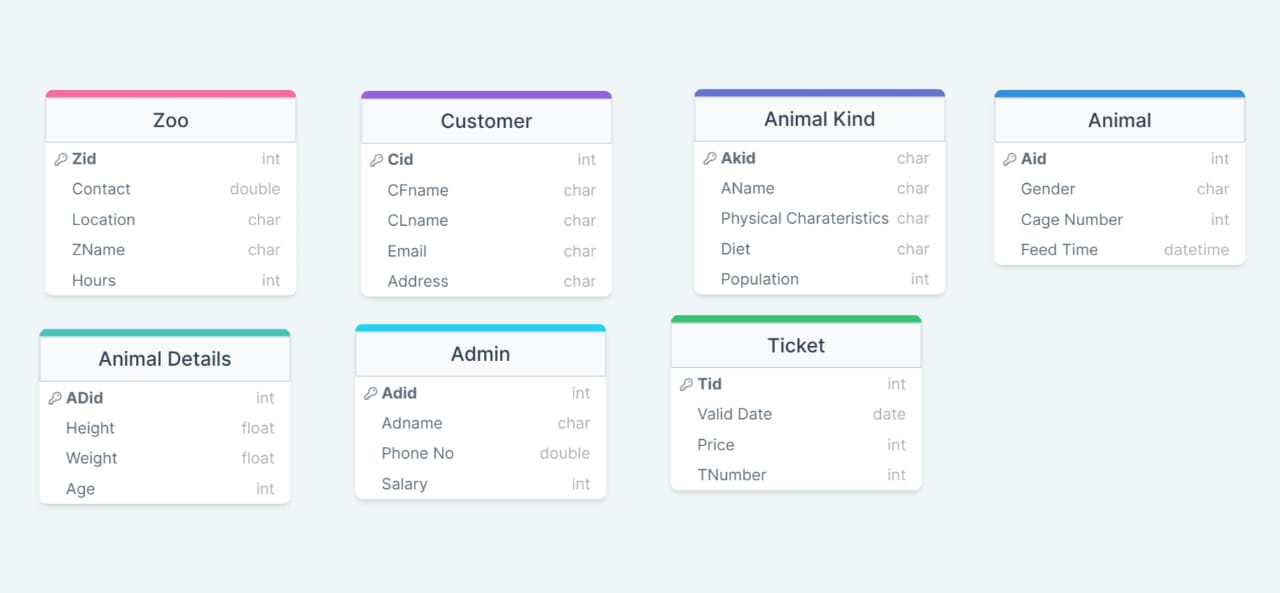 Zoo
Zid int
Contact double
Location char
ZName char
Hours int
Customer
Cid int
CFname char
CLname char
Email char
Address char
Animal Kind
Akid char
AName char
Physical Charateristics char
Diet char
Population int
Animal
Aid int
Gender char
Cage Number int
Feed Time datetime
Animal Details
ADid int
Height float
Weight float
Age int
Admin
Adid int
Adname char
Phone No double
Salary int
Ticket
Tid int
Valid Date date
Price int
TNumber int